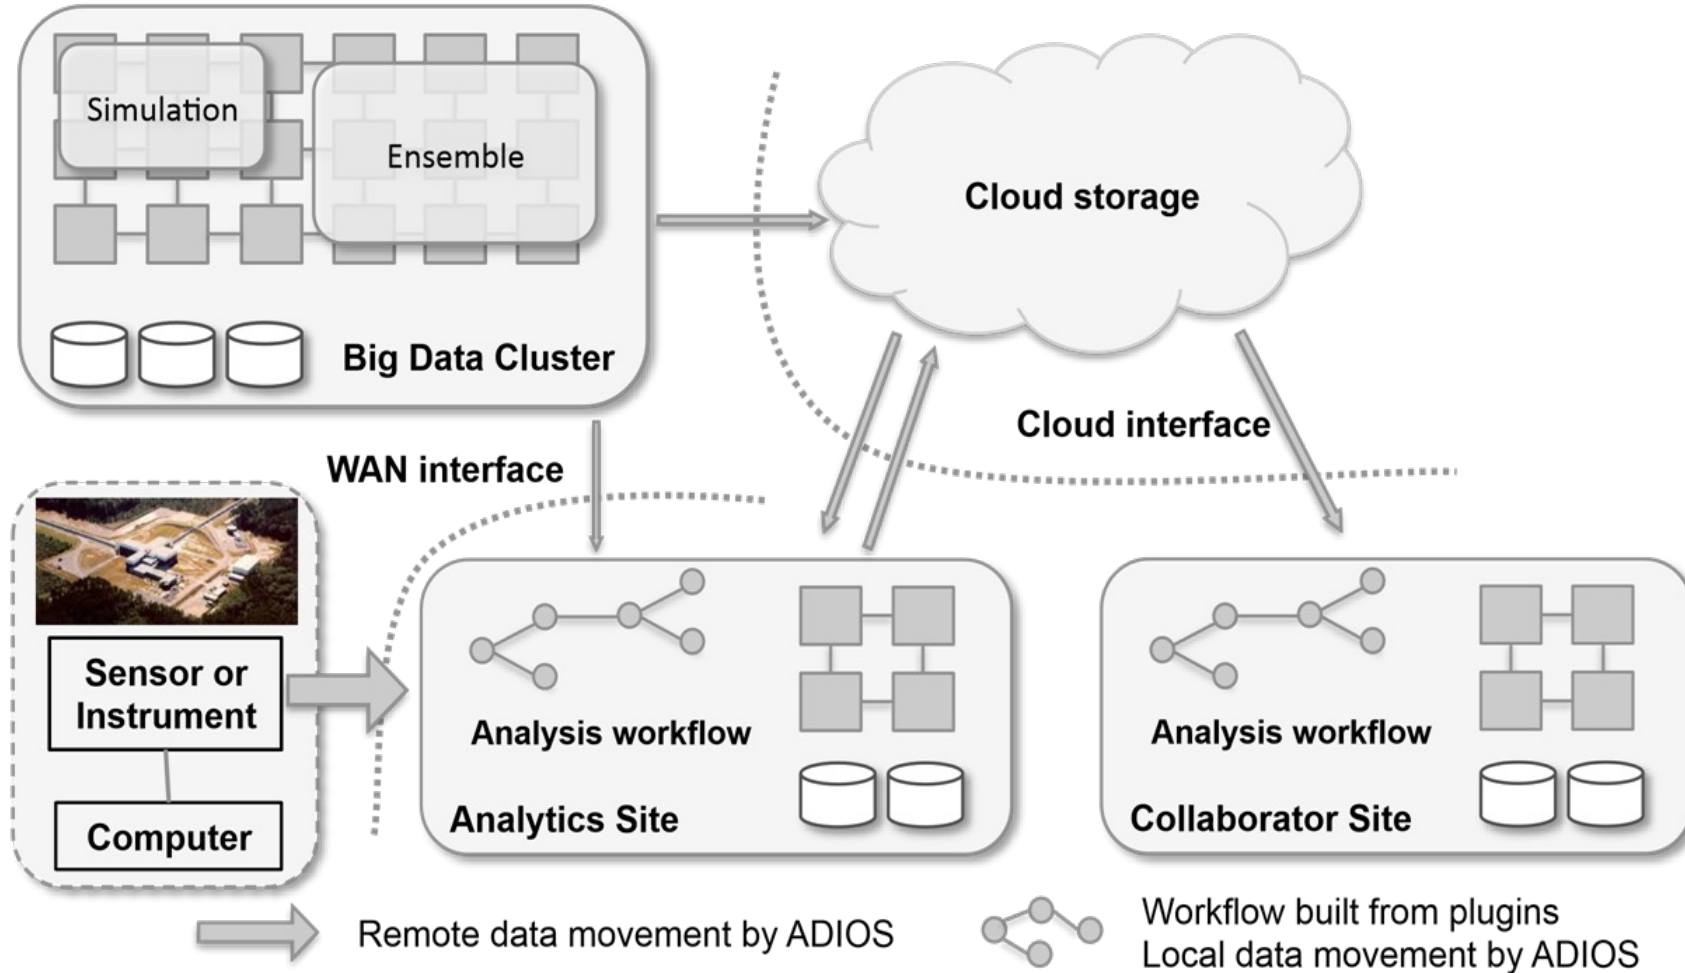 Simulation
Ensemble
Big Data Cluster
Cloud storage
Cloud interface
WAN interface
Sensor or
Instrument
Computer
Analysis workflow
Analytics Site
Analysis workflow
Collaborator Site
Remote data movement by ADIOS
Workflow built from plugins
Local data movement by ADIOS